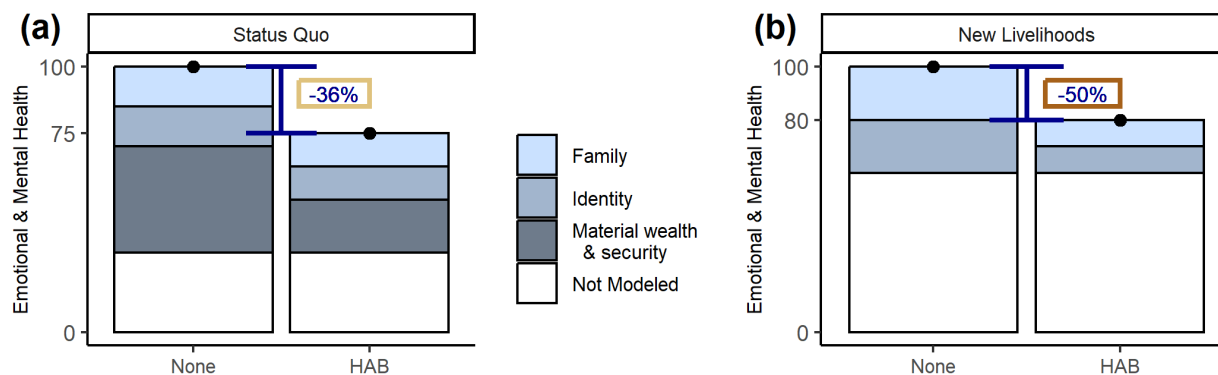 (a)
Status Quo
Emotional & Mental Health
100
75
0
-36%
None
HAB
Family
Identity
Material wealth
& security
Not Modeled
(b)
New Livelihoods
Emotional & Mental Health
100
80
0
-50%
None
HAB